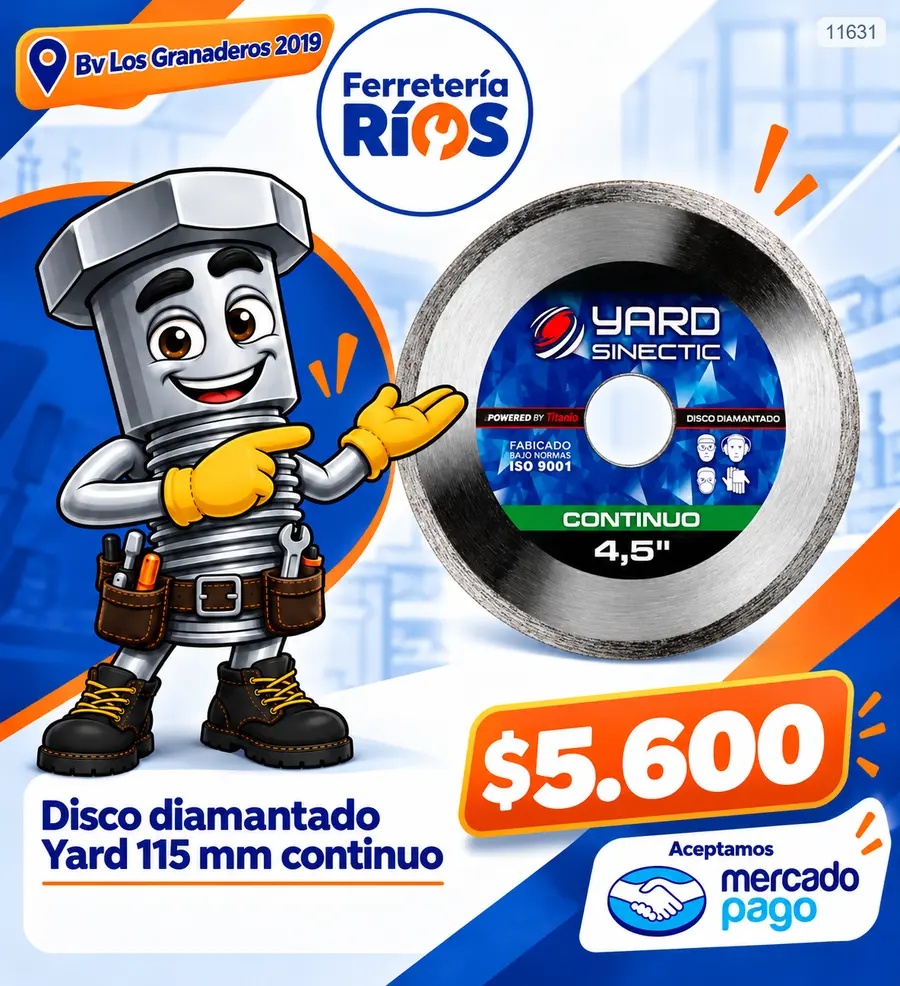 Bv Los Granaderos 2019
Ferretería
RÍOS
11631
YARD
SINECTIC
POWERED BY Titanio
DISCO DIAMANTADO
FABICADO
BAJO NORMAS
ISO 9001
CONTINUO
4,5"
$5.600
Disco diamantado
Yard 115 mm continuo
Aceptamos
mercado
pago